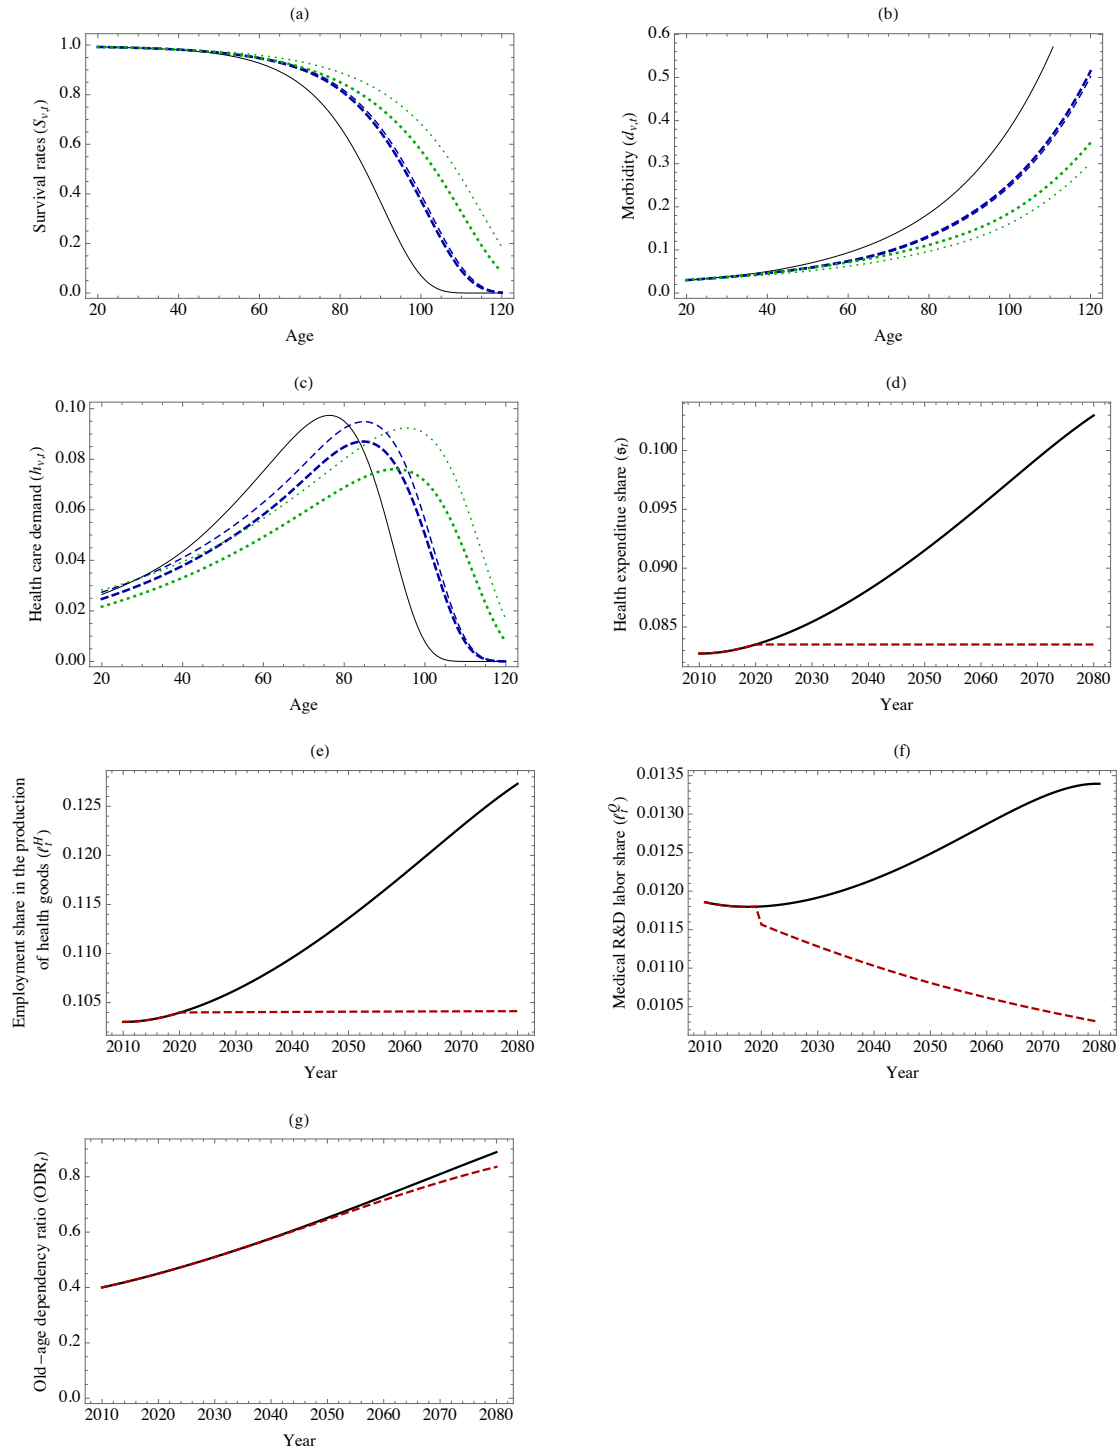 (a)
Survival rates (S_{v,t})
1.0
0.8
0.6
0.4
0.2
0.0
20 40 60 80 100 120
Age
(b)
Morbidity (d_{v,t})
0.6
0.5
0.4
0.3
0.2
0.1
0.0
20 40 60 80 100 120
Age
(c)
Health care demand (h_{v,t})
0.10
0.08
0.06
0.04
0.02
0.00
20 40 60 80 100 120
Age
(d)
Health expenditue share (𝔰_t)
0.100
0.095
0.090
0.085
2010 2020 2030 2040 2050 2060 2070 2080
Year
(e)
Employment share in the production
of health goods (ℓ_t^H)
0.125
0.120
0.115
0.110
0.105
2010 2020 2030 2040 2050 2060 2070 2080
Year
(f)
Medical R&D labor share (ℓ_t^Q)
0.0135
0.0130
0.0125
0.0120
0.0115
0.0110
0.0105
2010 2020 2030 2040 2050 2060 2070 2080
Year
(g)
Old−age dependency ratio (ODR_t)
0.8
0.6
0.4
0.2
0.0
2010 2020 2030 2040 2050 2060 2070 2080
Year